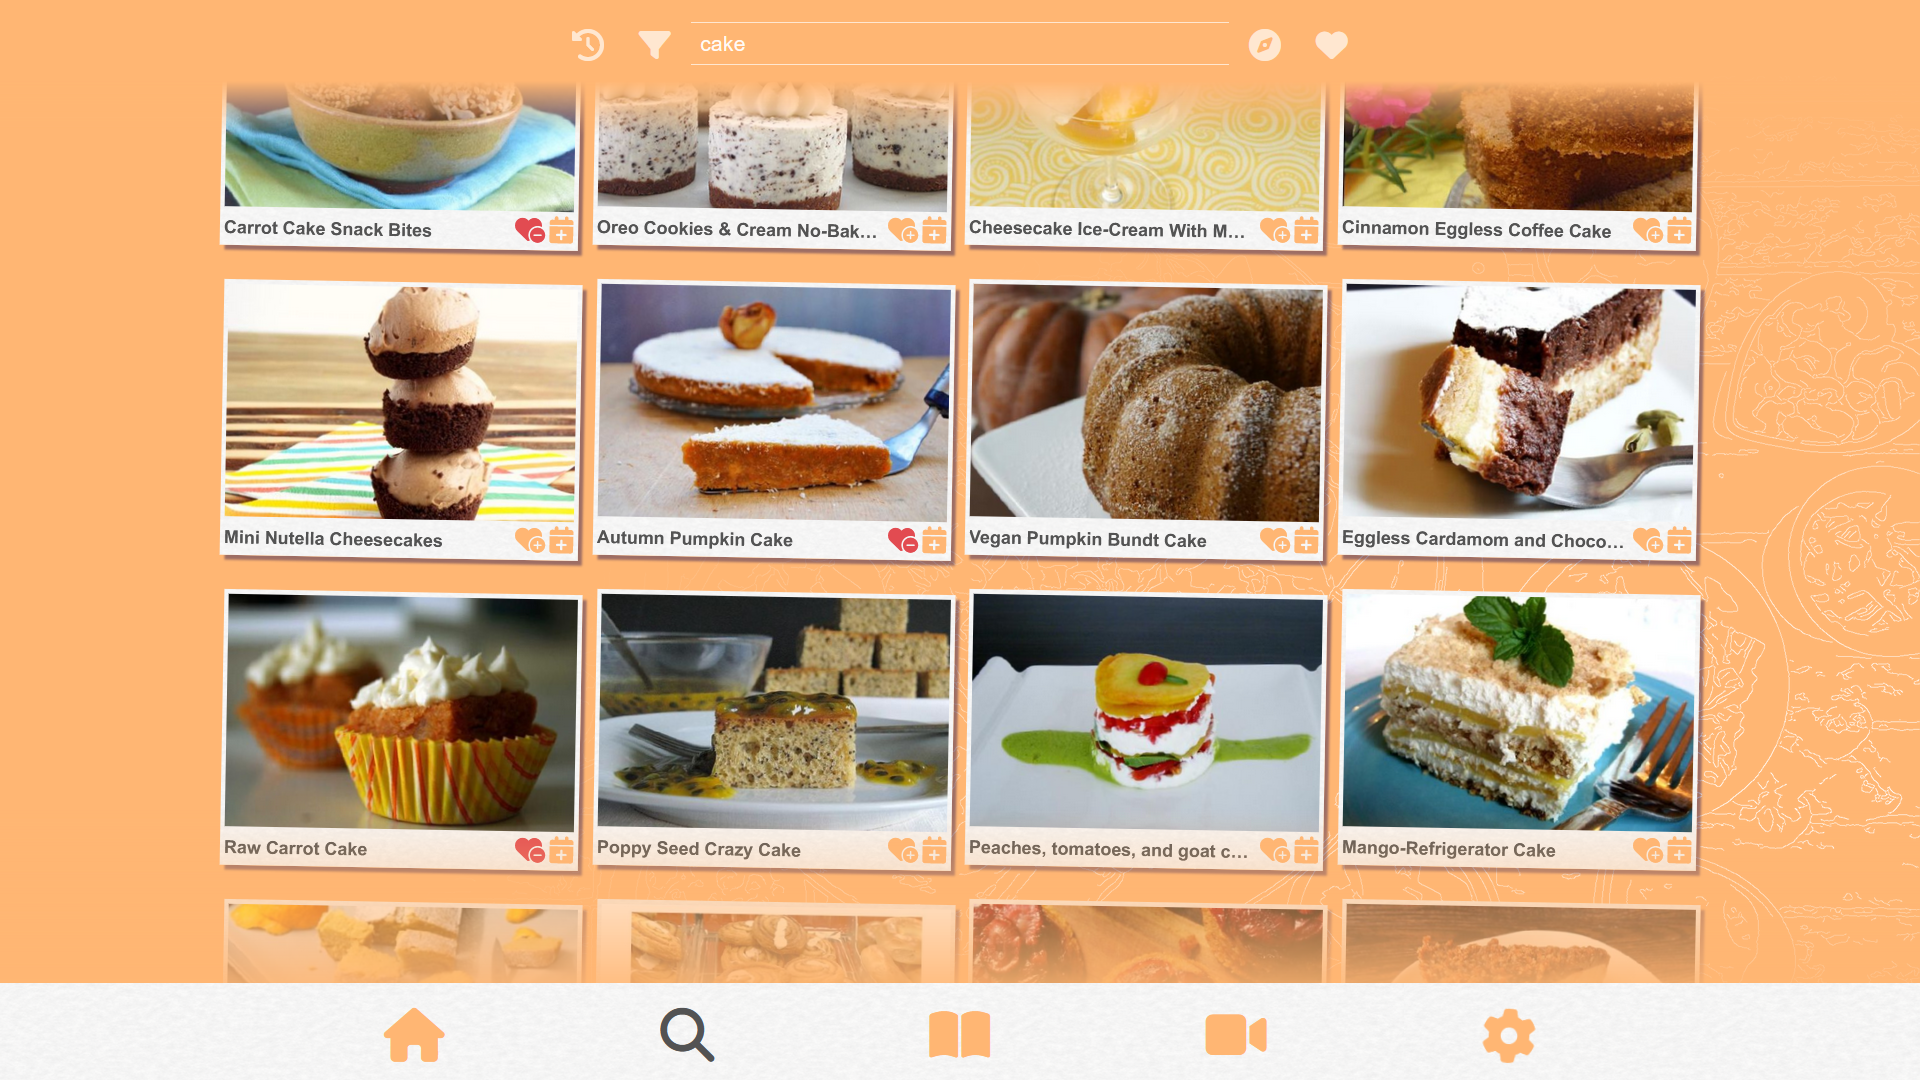 cake
Carrot Cake Snack Bites
Oreo Cookies & Cream No-Bak...
Cheesecake Ice-Cream With M...
Cinnamon Eggless Coffee Cake
Mini Nutella Cheesecakes
Autumn Pumpkin Cake
Vegan Pumpkin Bundt Cake
Eggless Cardamom and Choco...
Raw Carrot Cake
Poppy Seed Crazy Cake
Peaches, tomatoes, and goat c...
Mango-Refrigerator Cake